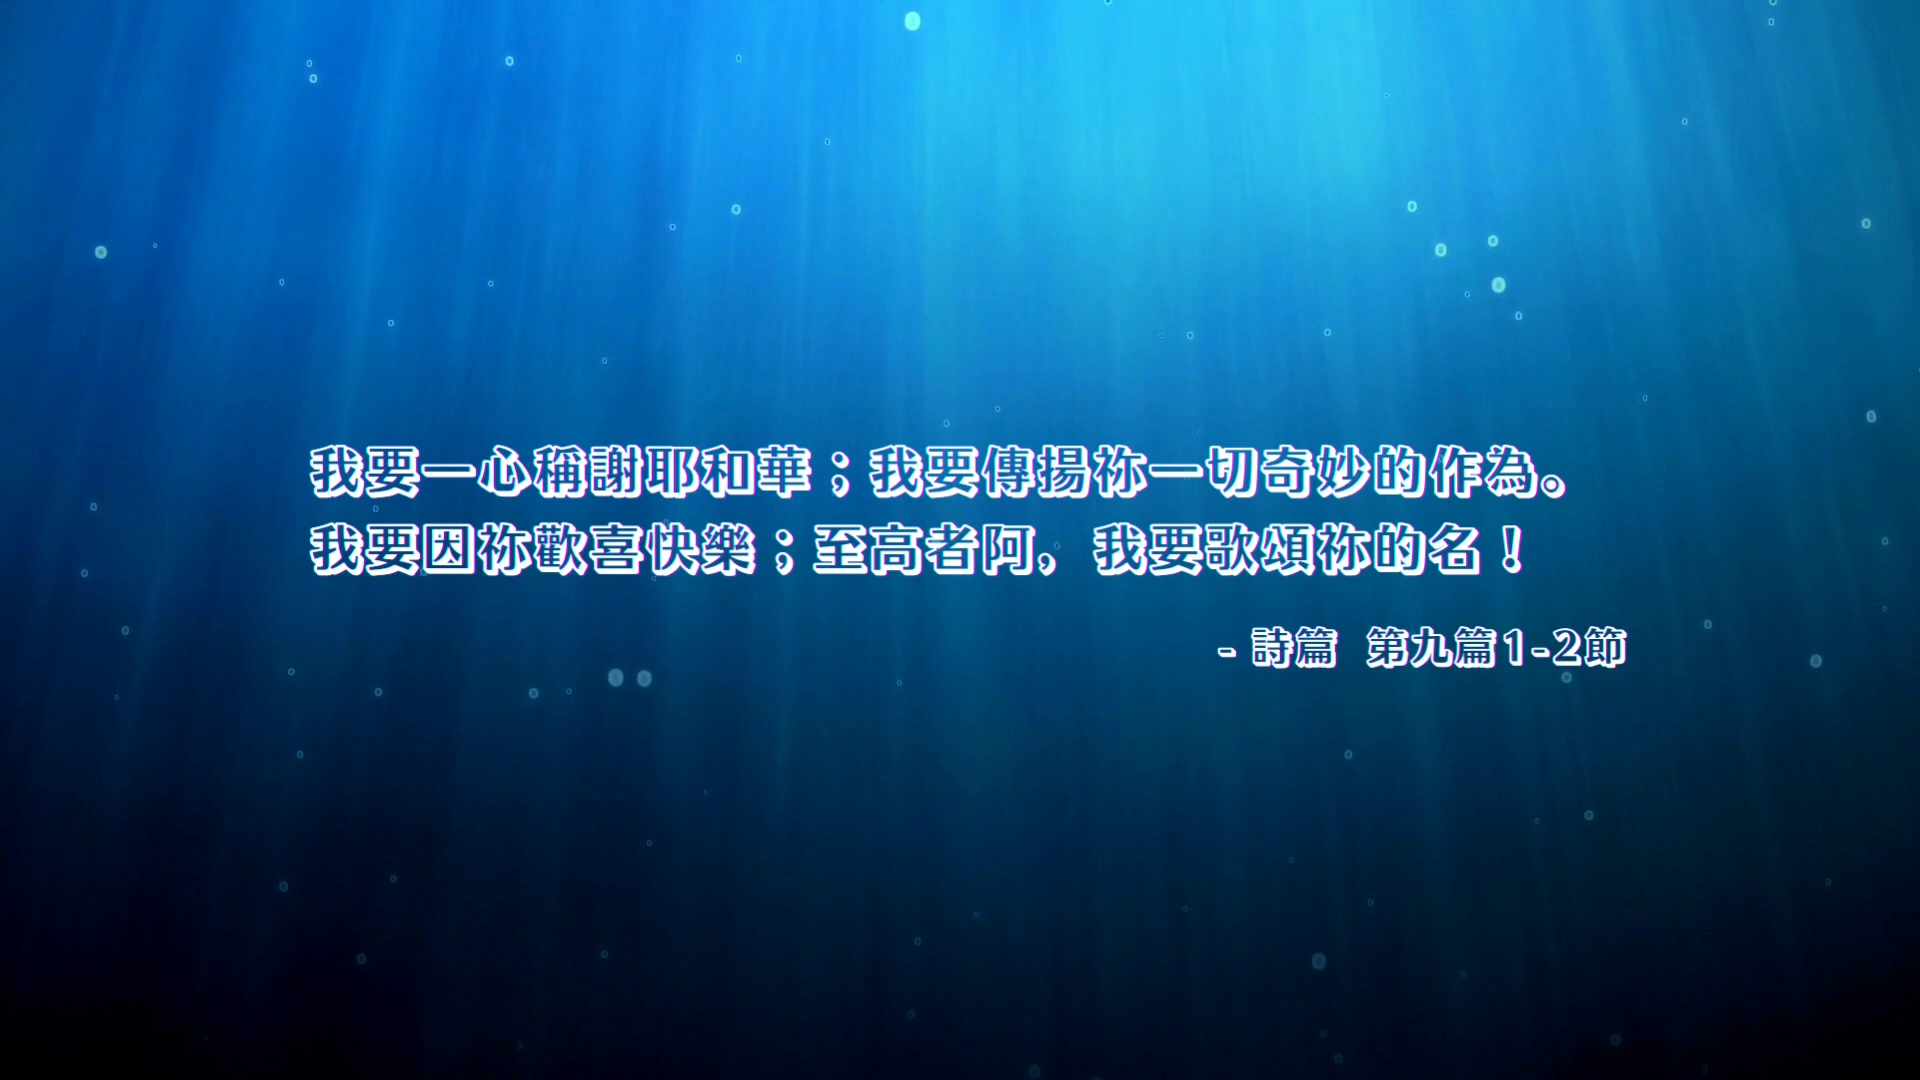 我要一心稱謝耶和華；我要傳揚祢一切奇妙的作為。
我要因祢歡喜快樂；至高者阿，我要歌頌祢的名！
- 詩篇 第九篇1-2節